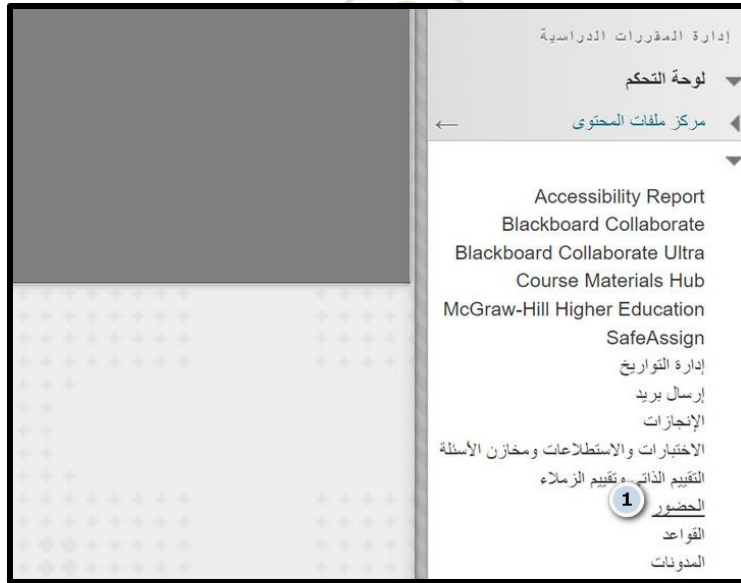 إدارة المقررات الدراسية
لوحة التحكم
مركز ملفات المحتوى
Accessibility Report
Blackboard Collaborate
Blackboard Collaborate Ultra
Course Materials Hub
McGraw-Hill Higher Education
SafeAssign
إدارة التواريخ
إرسال بريد
الإنجازات
الاختبارات والاستطلاعات ومخازن الأسئلة
التقييم الذاتي وتقييم الزملاء
الحضور 1
القواعد
المدونات